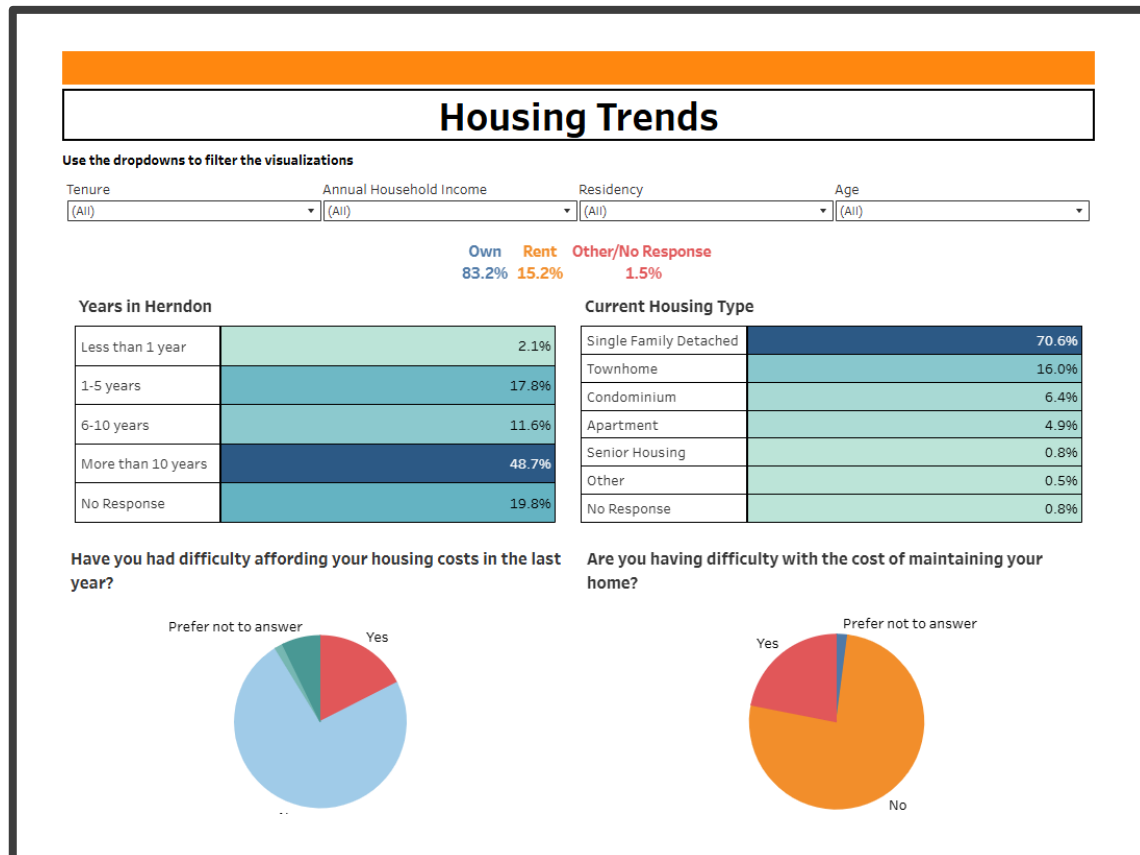 Housing Trends
Use the dropdowns to filter the visualizations
Tenure Annual Household Income Residency Age
(All) (All) (All) (All)
Own Rent Other/No Response
83.2% 15.2% 1.5%
Years in Herndon
Less than 1 year 2.1%
1-5 years 17.8%
6-10 years 11.6%
More than 10 years 48.7%
No Response 19.8%
Current Housing Type
Single Family Detached 70.6%
Townhome 16.0%
Condominium 6.4%
Apartment 4.9%
Senior Housing 0.8%
Other 0.5%
No Response 0.8%
Have you had difficulty affording your housing costs in the last
year?
Prefer not to answer
Yes
Are you having difficulty with the cost of maintaining your
home?
Prefer not to answer
Yes
No